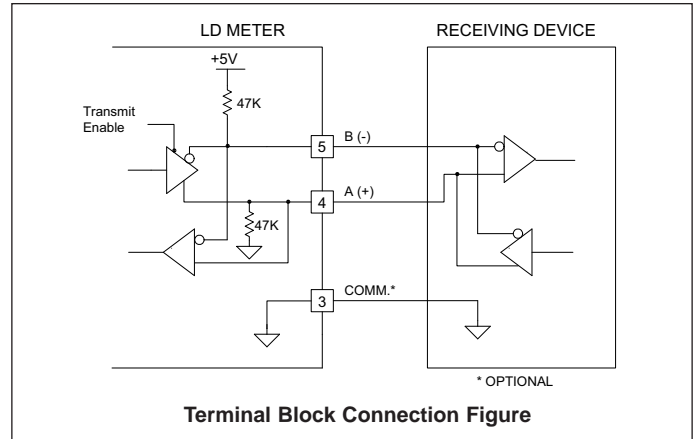 LD METER
RECEIVING DEVICE
+5V
47K
Transmit
Enable
5
B (-)
4
A (+)
47K
3
COMM.*
* OPTIONAL
Terminal Block Connection Figure